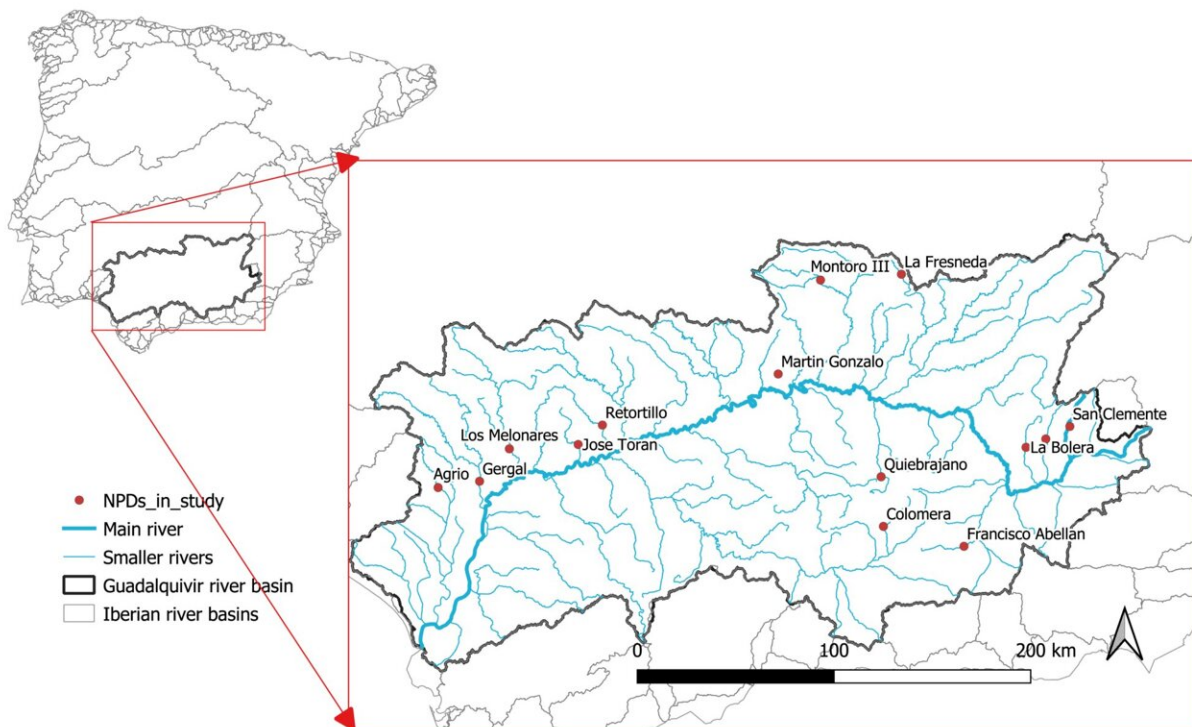 Montoro III
La Fresneda
Martin Gonzalo
Retortillo
San Clemente
Los Melonares
Jose Toran
La Bolera
Agrio
Gergal
Quiebrajano
Colomera
Francisco Abellan
NPDs_in_study
Main river
Smaller rivers
Guadalquivir river basin
Iberian river basins
0
100
200 km